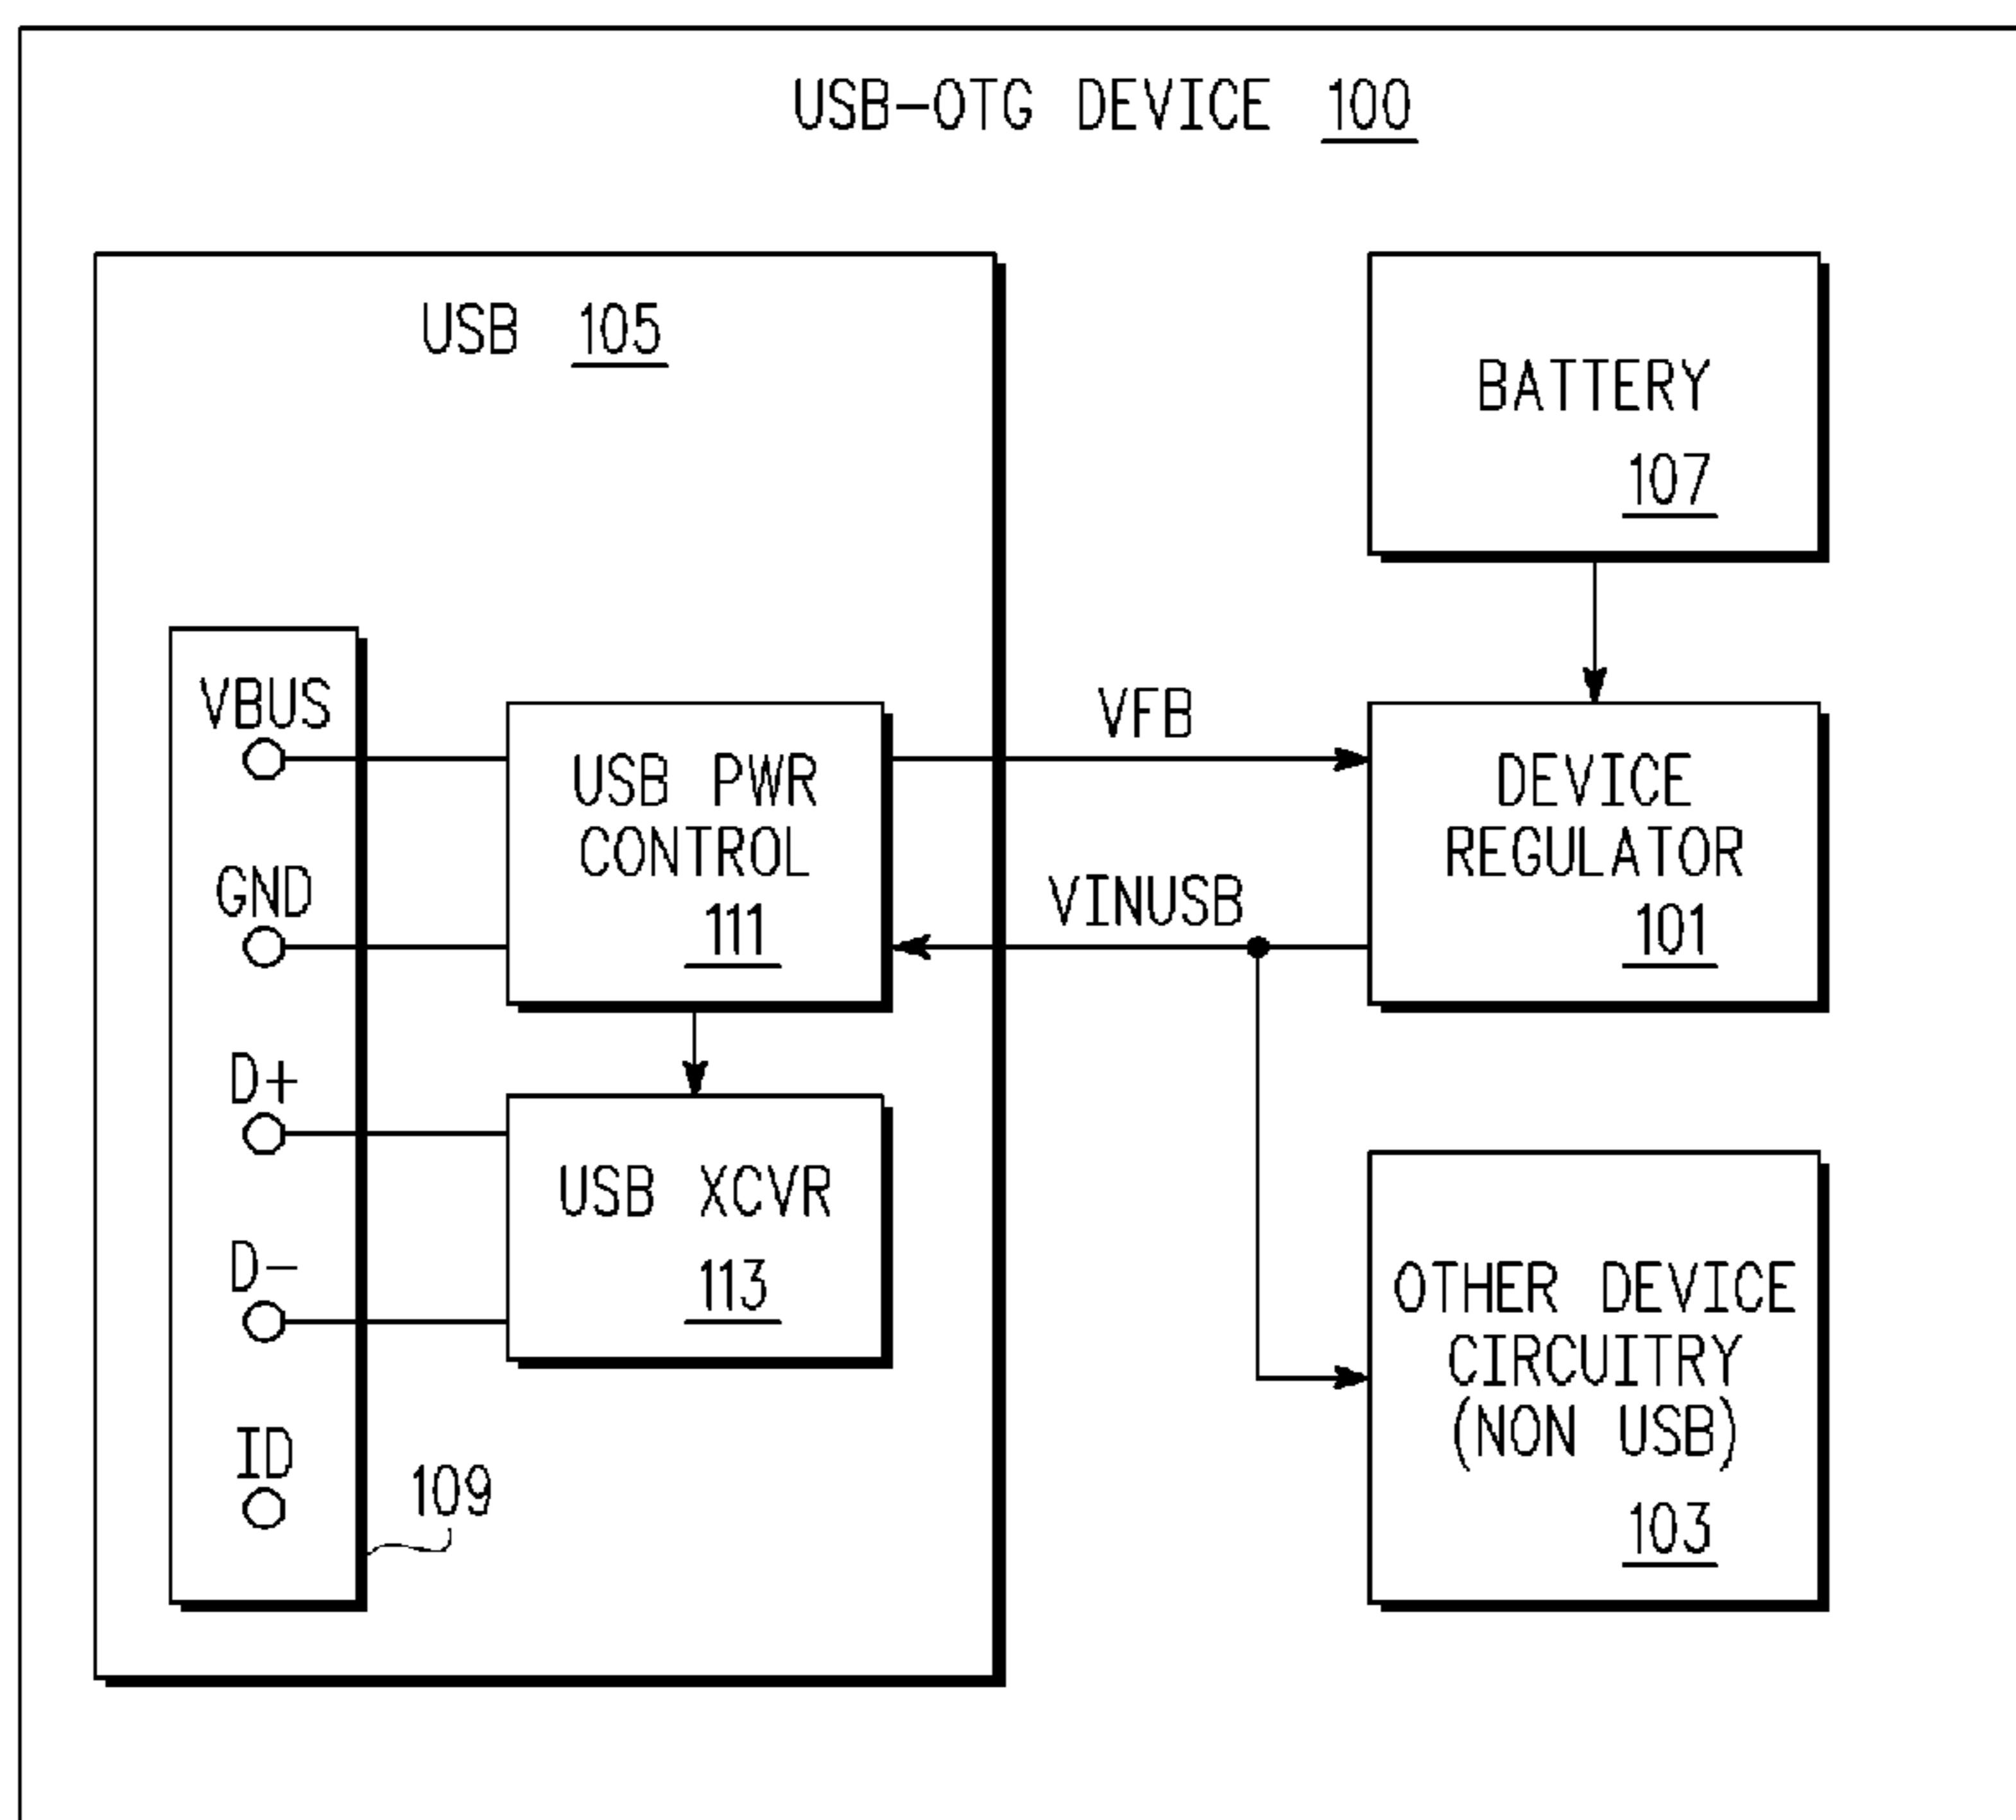 USB-OTG DEVICE 100
USB 105
BATTERY
107
VBUS
GND
D+
D-
ID
109
USB PWR
CONTROL
111
USB XCVR
113
VFB
VINUSB
DEVICE
REGULATOR
101
OTHER DEVICE
CIRCUITRY
(NON USB)
103